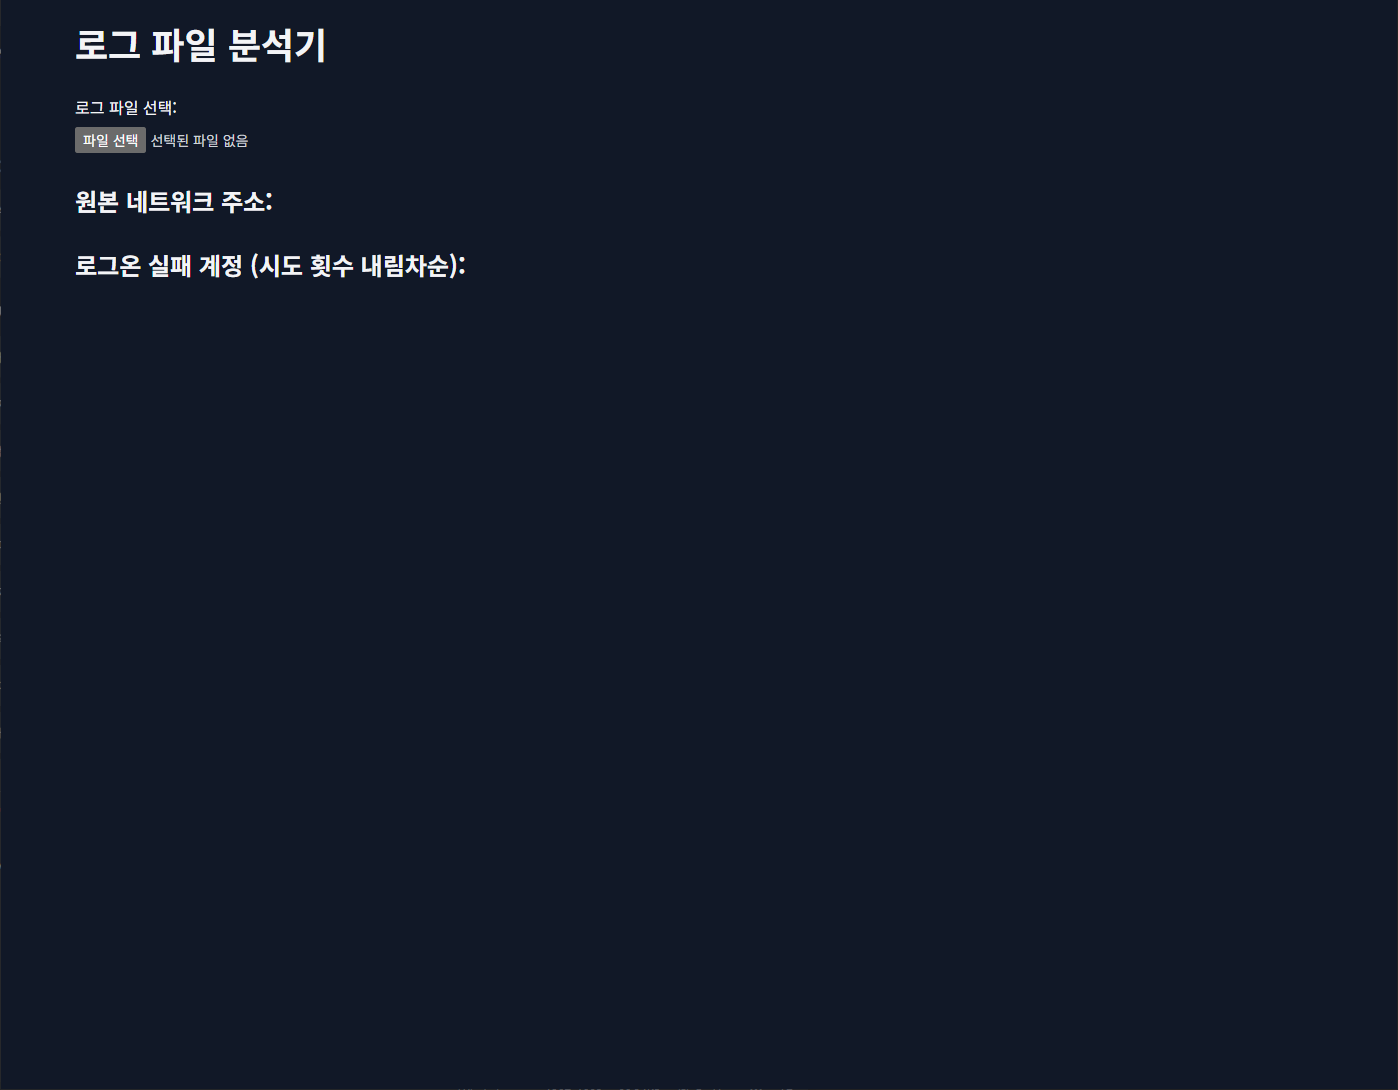 로그 파일 분석기
로그 파일 선택:
파일 선택 선택된 파일 없음
원본 네트워크 주소:
로그온 실패 계정 (시도 횟수 내림차순):